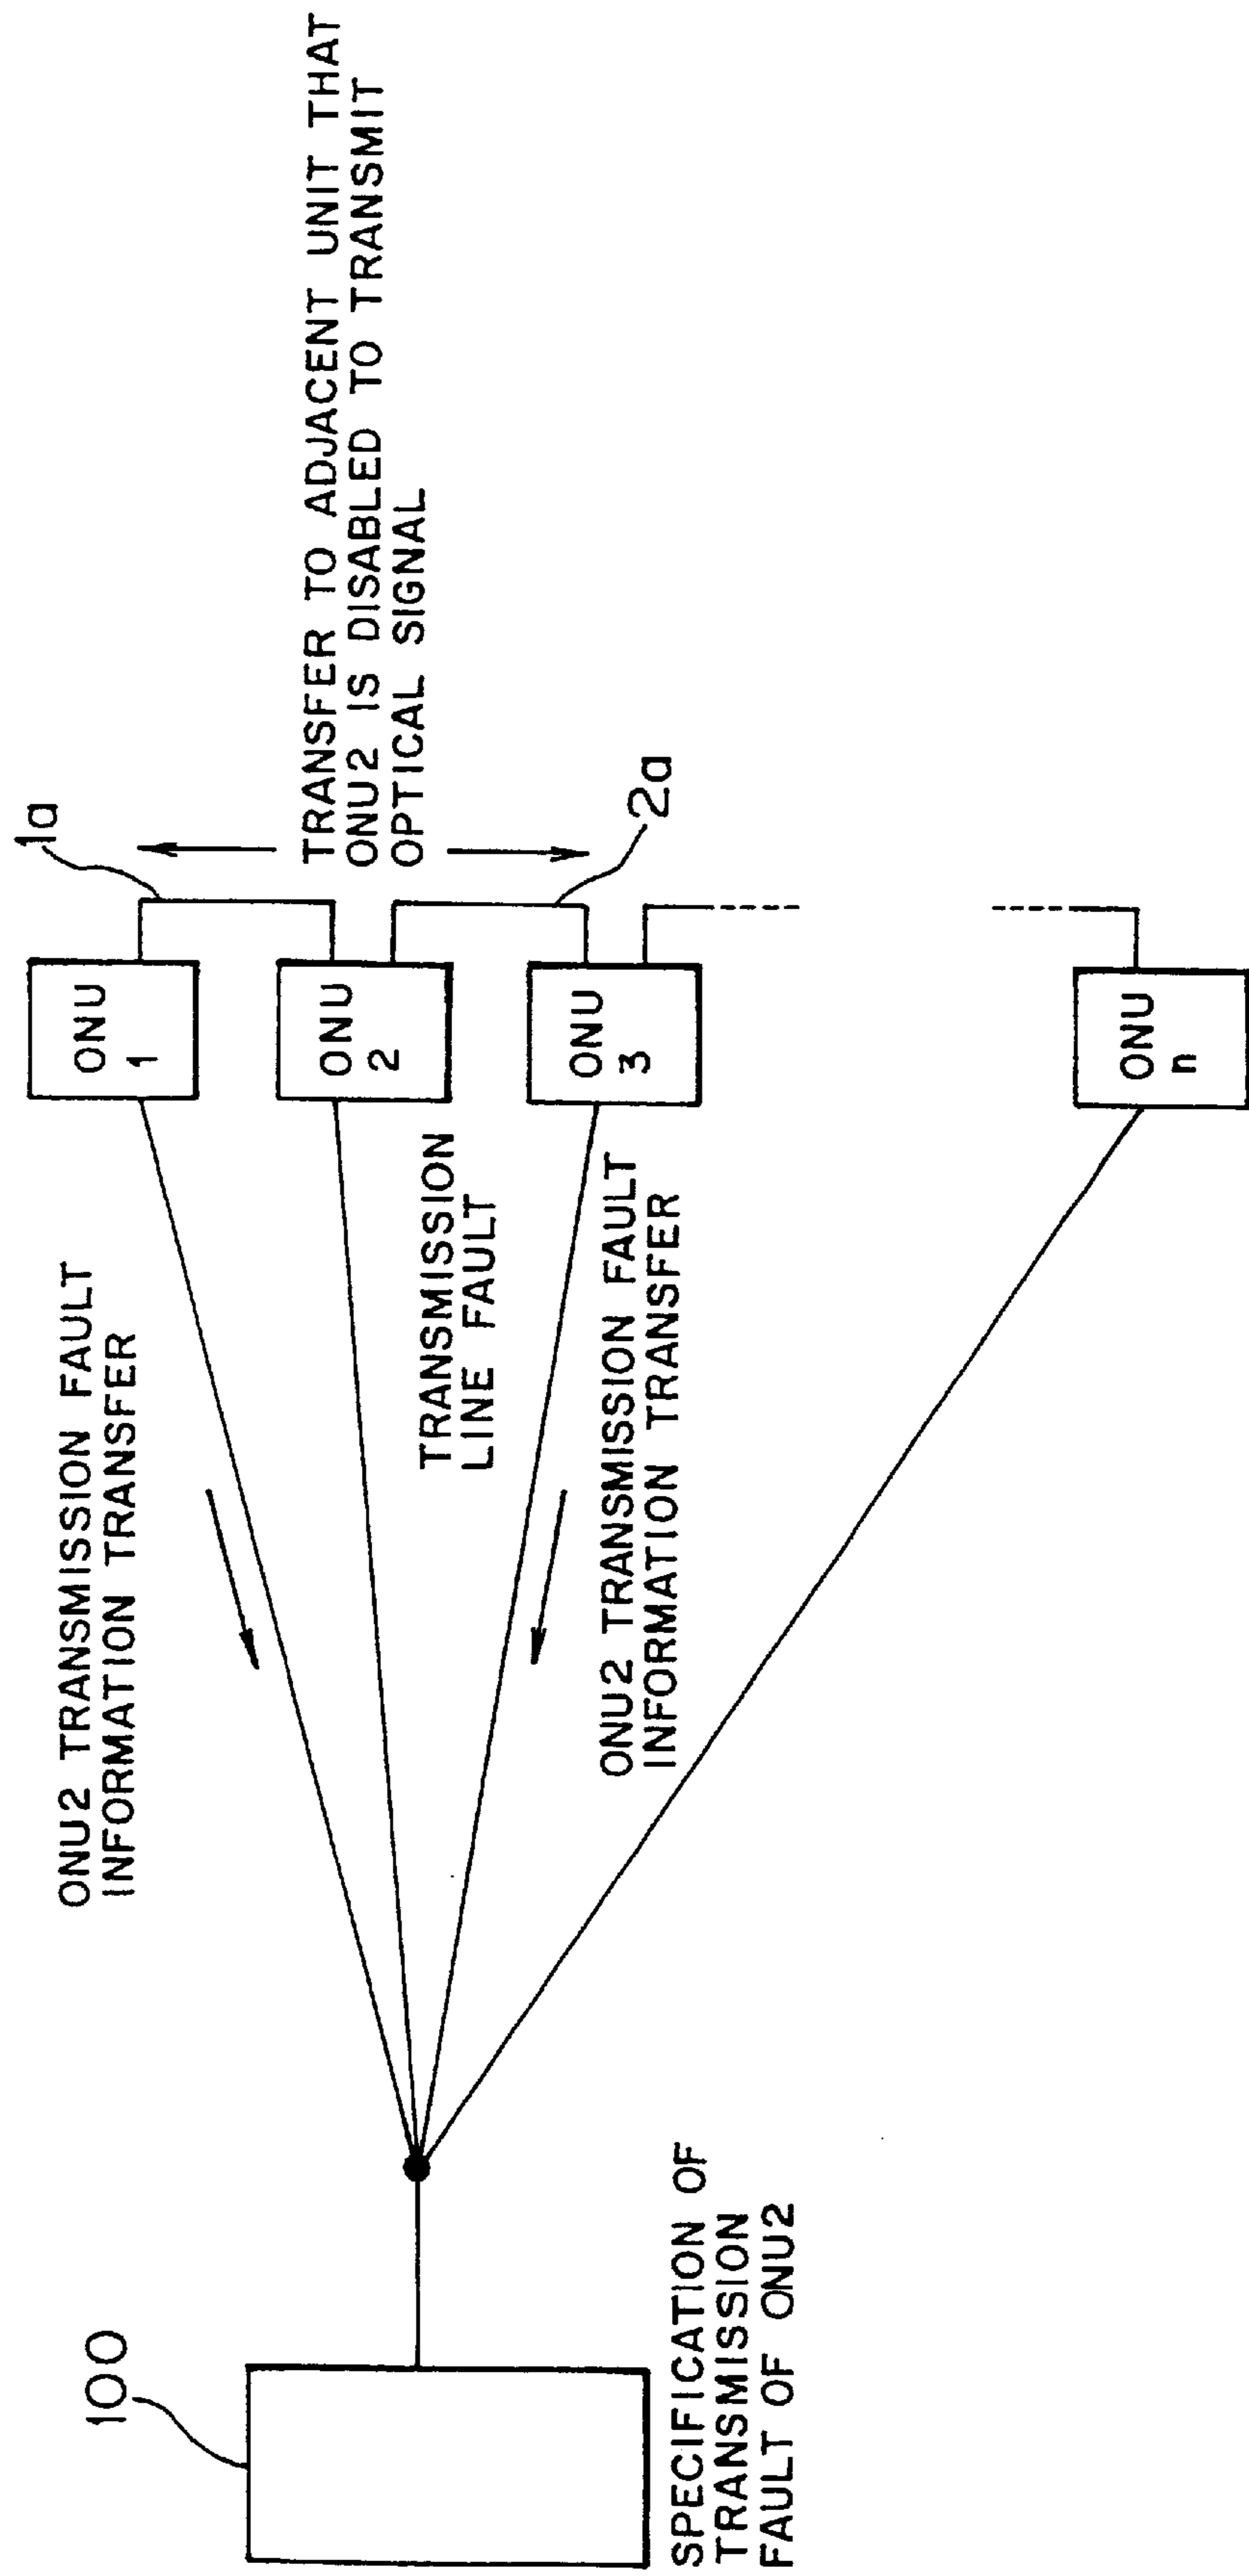 100
SPECIFICATION OF
TRANSMISSION
FAULT OF ONU2
ONU2 TRANSMISSION FAULT
INFORMATION TRANSFER
TRANSMISSION
LINE FAULT
ONU2 TRANSMISSION FAULT
INFORMATION TRANSFER
ONU
1
ONU
2
ONU
3
ONU
n
1a
2a
TRANSFER TO ADJACENT UNIT THAT
ONU2 IS DISABLED TO TRANSMIT
OPTICAL SIGNAL